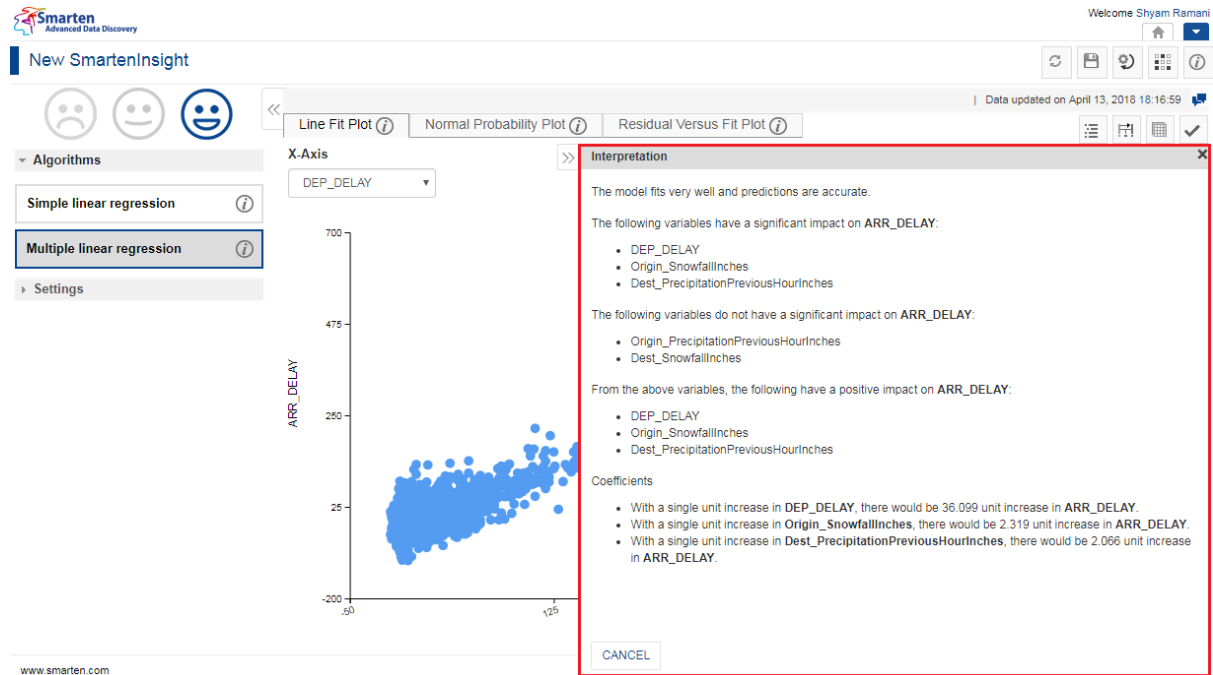 Smarten
Advanced Data Discovery
Welcome Shyam Ramani
New SmartenInsight
| Data updated on April 13, 2018 18:16:59
Line Fit Plot
Normal Probability Plot
Residual Versus Fit Plot
Algorithms
Simple linear regression
Multiple linear regression
Settings
X-Axis
DEP_DELAY
700
475
250
25
-200
ARR_DELAY
-50
125
Interpretation
The model fits very well and predictions are accurate.
The following variables have a significant impact on ARR_DELAY:
• DEP_DELAY
• Origin_SnowfallInches
• Dest_PrecipitationPreviousHourInches
The following variables do not have a significant impact on ARR_DELAY:
• Origin_PrecipitationPreviousHourInches
• Dest_SnowfallInches
From the above variables, the following have a positive impact on ARR_DELAY:
• DEP_DELAY
• Origin_SnowfallInches
• Dest_PrecipitationPreviousHourInches
Coefficients
• With a single unit increase in DEP_DELAY, there would be 36.099 unit increase in ARR_DELAY.
• With a single unit increase in Origin_SnowfallInches, there would be 2.319 unit increase in ARR_DELAY.
• With a single unit increase in Dest_PrecipitationPreviousHourInches, there would be 2.066 unit increase
in ARR_DELAY.
CANCEL
www.smarten.com